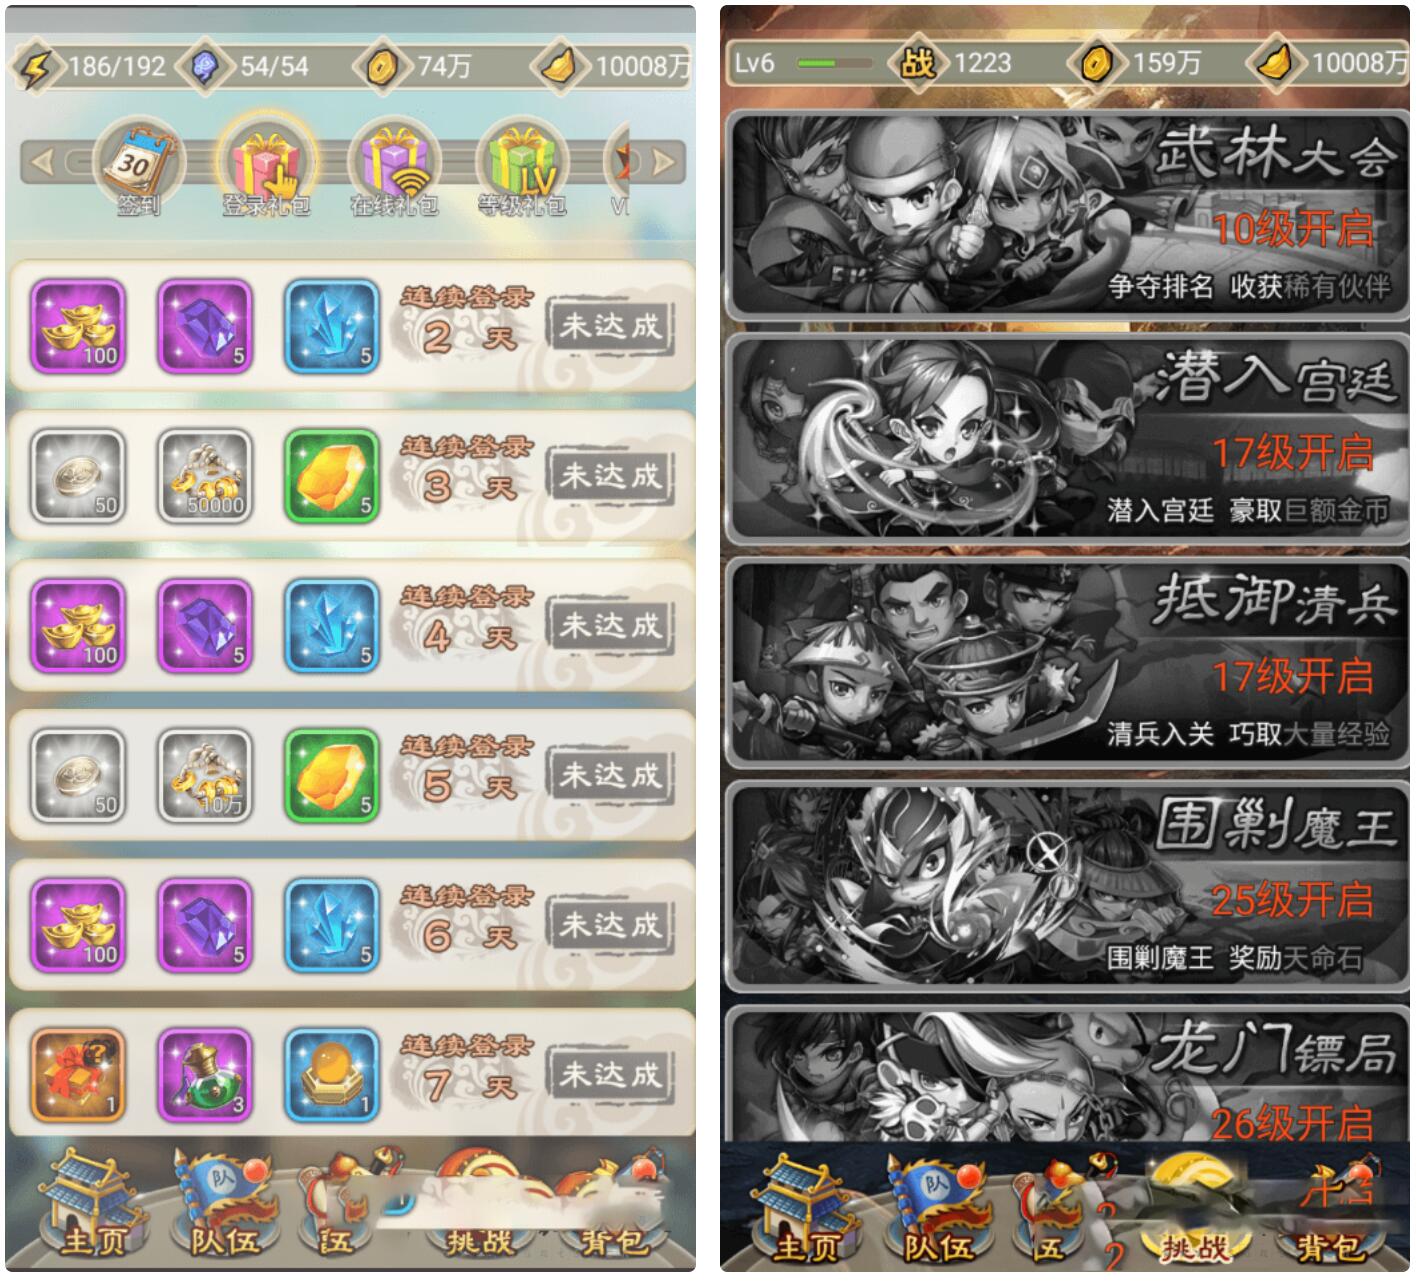 186/192
54/54
74万
10008万
30
签到
登录礼包
在线礼包
LV
等级礼包
100
5
5
连续登录
2 天
未达成
50
50000
5
连续登录
3 天
未达成
100
5
5
连续登录
4 天
未达成
50
10万
5
连续登录
5 天
未达成
100
5
5
连续登录
6 天
未达成
1
3
1
连续登录
7 天
未达成
队
主页
队伍
伍
挑战
背包
Lv6
战
1223
159万
10008万
武林大会
10级开启
争夺排名 收获稀有伙伴
潜入宫廷
17级开启
潜入宫廷 豪取巨额金币
抵御清兵
17级开启
清兵入关 巧取大量经验
围剿魔王
25级开启
围剿魔王 奖励天命石
龙门镖局
26级开启
队
主页
队伍
伍
2
挑战
背包